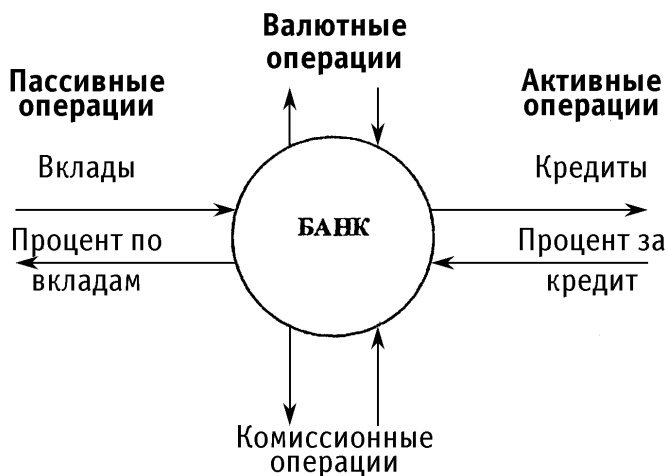 Валютные
операции
Пассивные
операции
Активные
операции
Вклады
Кредиты
БАНК
Процент по
вкладам
Процент за
кредит
Комиссионные
операции